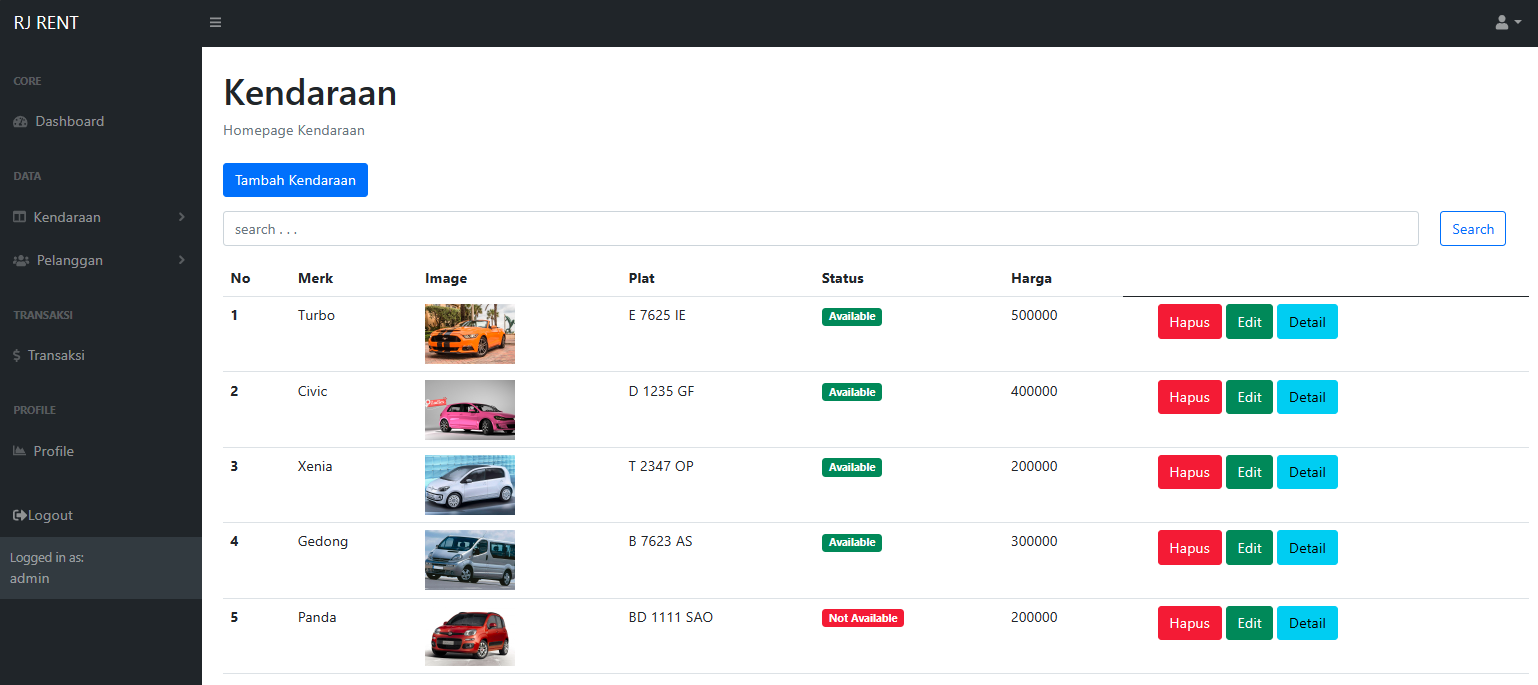 RJ RENT
CORE
Dashboard
DATA
Kendaraan
Pelanggan
TRANSAKSI
$ Transaksi
PROFILE
Profile
Logout
Logged in as:
admin
Kendaraan
Homepage Kendaraan
Tambah Kendaraan
search . . . Search
No Merk Image Plat Status Harga
1 Turbo E 7625 IE Available 500000 Hapus Edit Detail
2 Civic D 1235 GF Available 400000 Hapus Edit Detail
3 Xenia T 2347 OP Available 200000 Hapus Edit Detail
4 Gedong B 7623 AS Available 300000 Hapus Edit Detail
5 Panda BD 1111 SAO Not Available 200000 Hapus Edit Detail